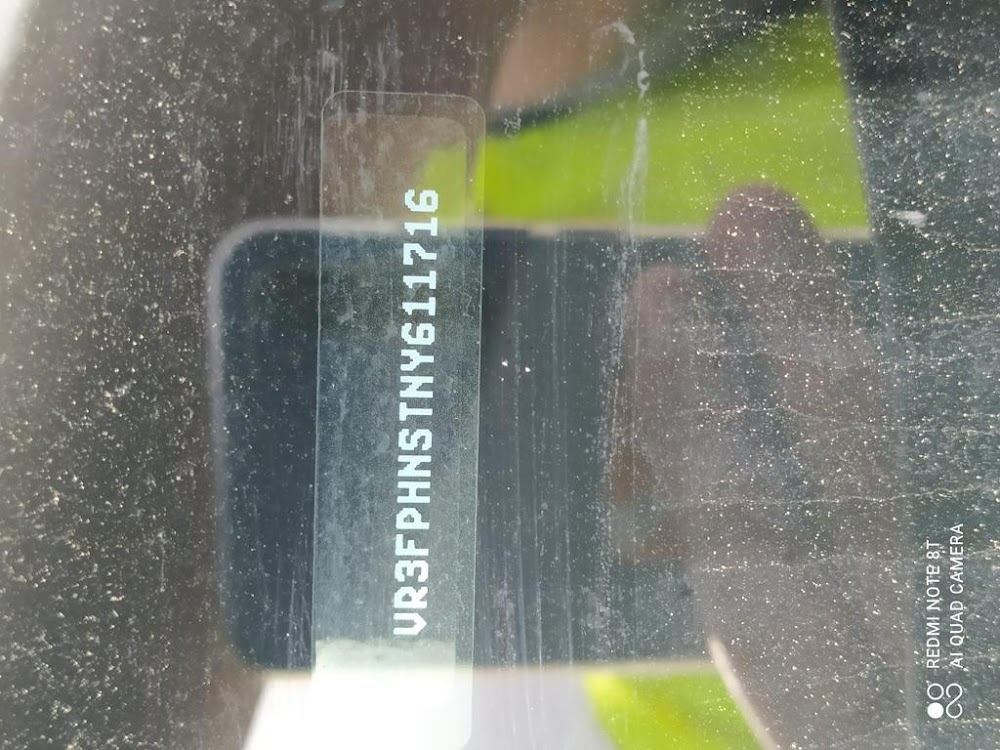 VR3FPHNSTNY611716
REDMI NOTE 8T
AI QUAD CAMERA